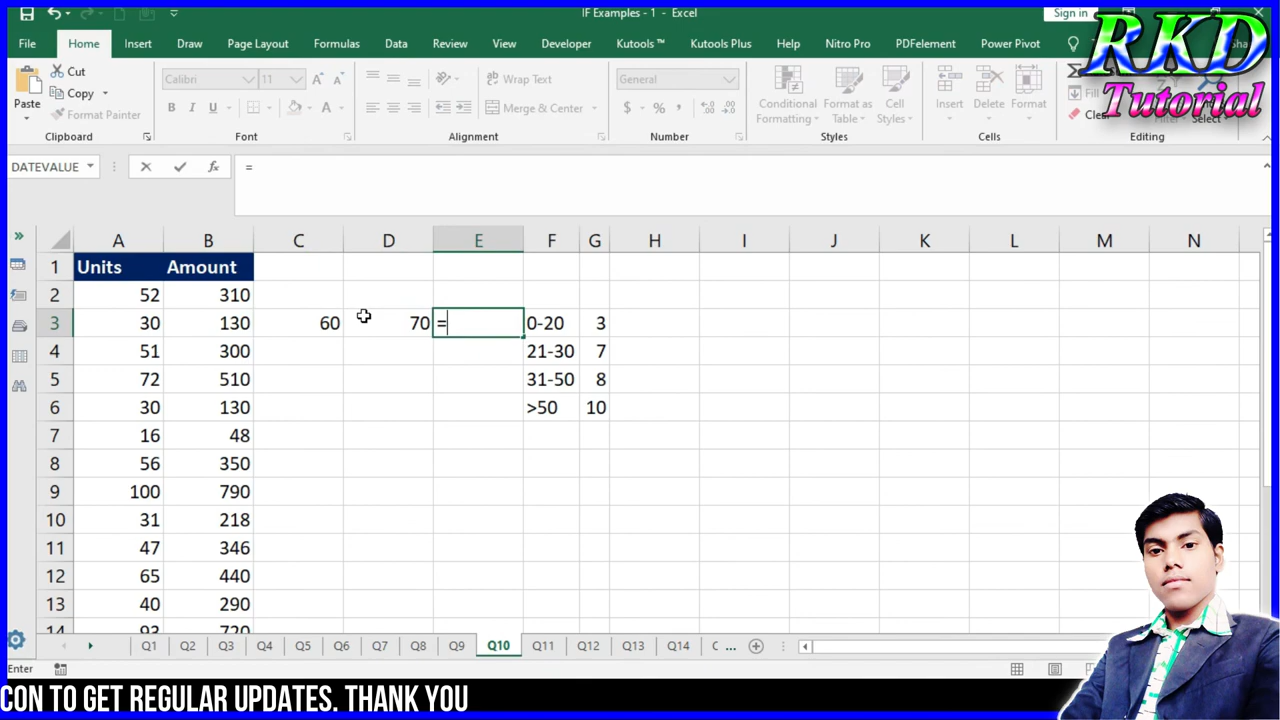 IF Examples - 1 - Excel
Sign in
RKD
Tutorial
File Home Insert Draw Page Layout Formulas Data Review View Developer Kutools ™ Kutools Plus Help Nitro Pro PDFelement Power Pivot
Paste
Cut
Copy
Format Painter
Clipboard
Calibri 11
B I U
Font
Wrap Text
Merge & Center
Alignment
General
$ % ,
Number
Conditional Formatting
Format as Table
Cell Styles
Styles
Insert Delete Format
Cells
Fill
Clear
Select
Editing
DATEVALUE fx =
A B C D E F G H I J K L M N
1 Units Amount
2 52 310
3 30 130 60 70 = 0-20 3
4 51 300 21-30 7
5 72 510 31-50 8
6 30 130 >50 10
7 16 48
8 56 350
9 100 790
10 31 218
11 47 346
12 65 440
13 40 290
14 93 720
Q1 Q2 Q3 Q4 Q5 Q6 Q7 Q8 Q9 Q10 Q11 Q12 Q13 Q14 ...
Enter
CON TO GET REGULAR UPDATES. THANK YOU